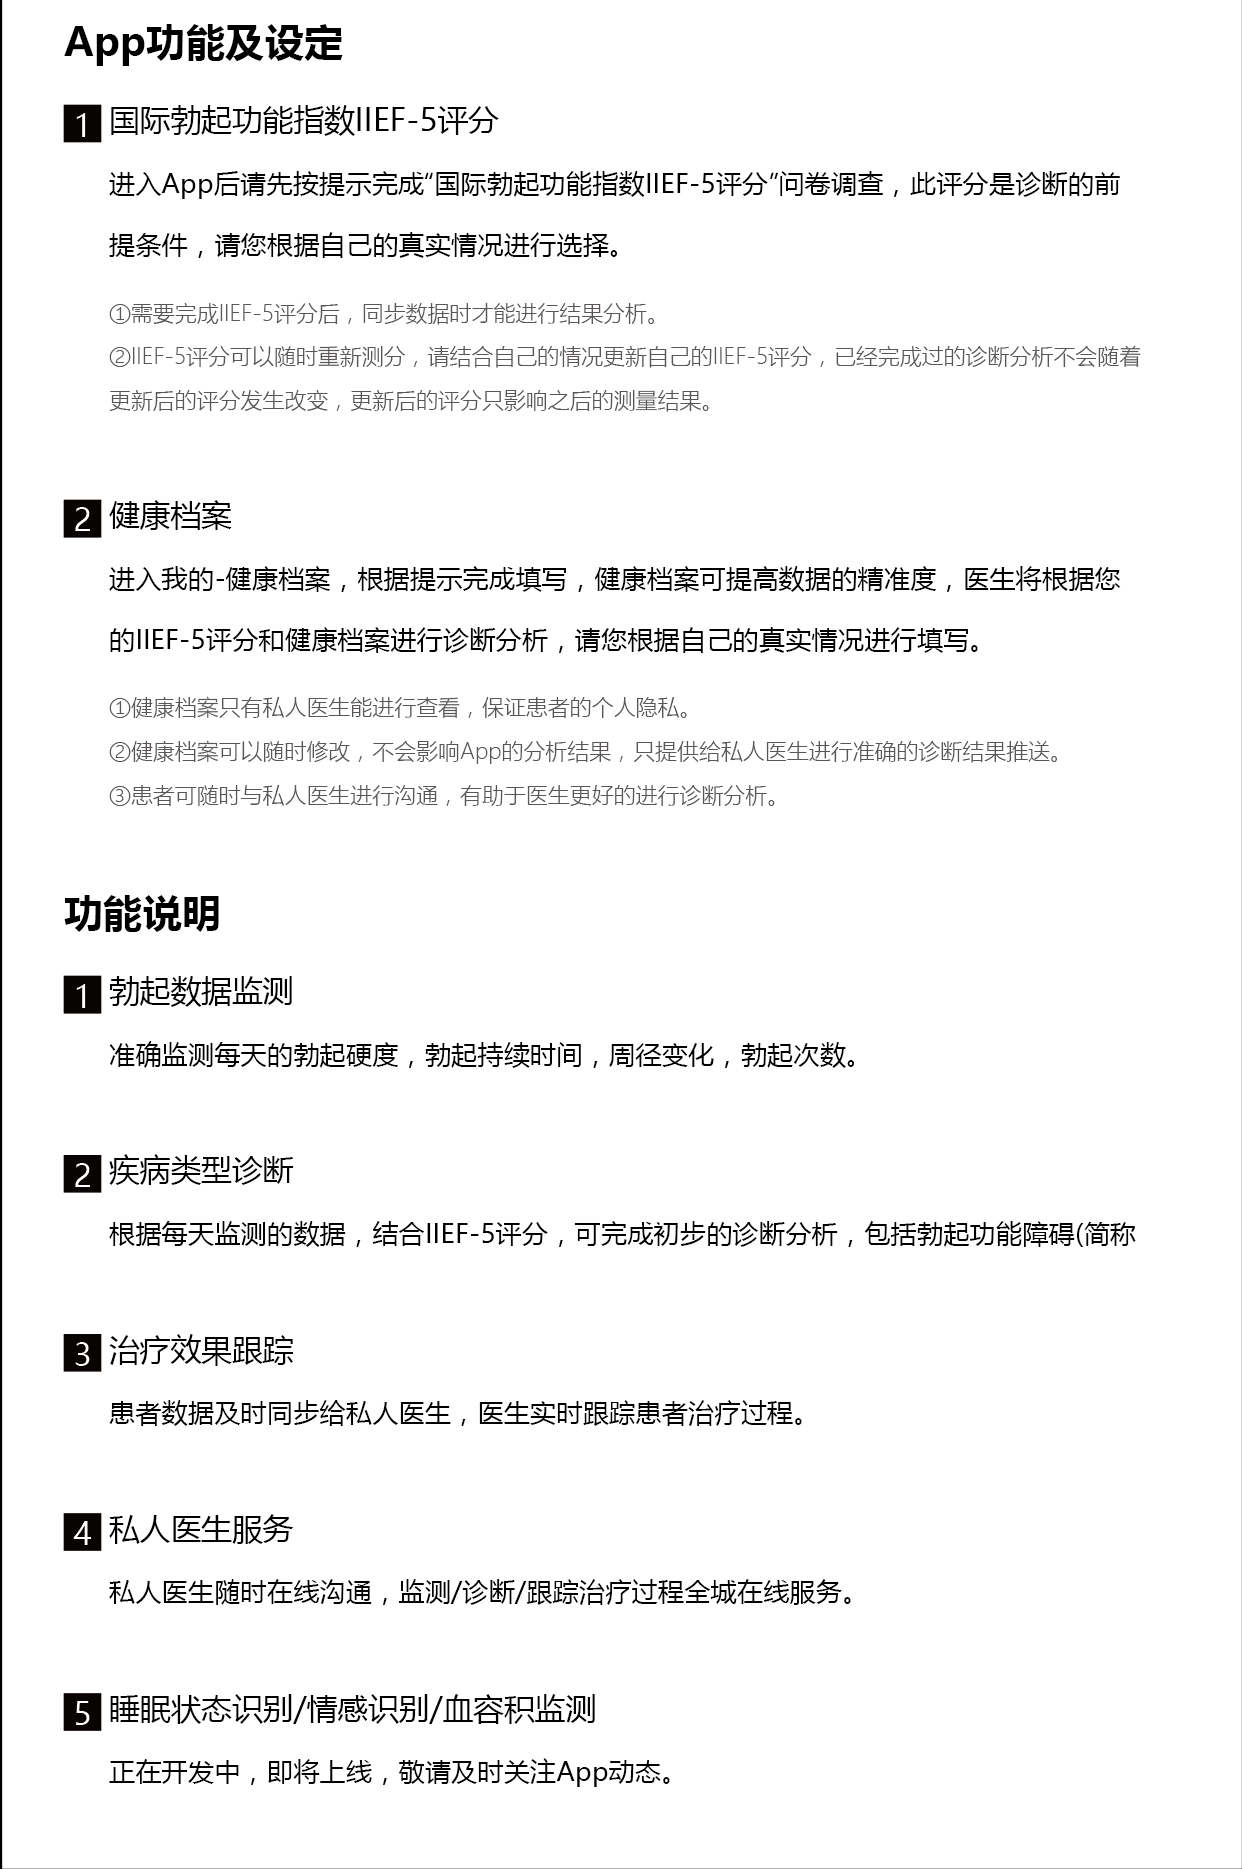 App功能及设定
1 国际勃起功能指数IIEF-5评分
进入App后请先按提示完成“国际勃起功能指数IIEF-5评分”问卷调查，此评分是诊断的前
提条件，请您根据自己的真实情况进行选择。
①需要完成IIEF-5评分后，同步数据时才能进行结果分析。
②IIEF-5评分可以随时重新测分，请结合自己的情况更新自己的IIEF-5评分，已经完成过的诊断分析不会随着
更新后的评分发生改变，更新后的评分只影响之后的测量结果。
2 健康档案
进入我的-健康档案，根据提示完成填写，健康档案可提高数据的精准度，医生将根据您
的IIEF-5评分和健康档案进行诊断分析，请您根据自己的真实情况进行填写。
①健康档案只有私人医生能进行查看，保证患者的个人隐私。
②健康档案可以随时修改，不会影响App的分析结果，只提供给私人医生进行准确的诊断结果推送。
③患者可随时与私人医生进行沟通，有助于医生更好的进行诊断分析。
功能说明
1 勃起数据监测
准确监测每天的勃起硬度，勃起持续时间，周径变化，勃起次数。
2 疾病类型诊断
根据每天监测的数据，结合IIEF-5评分，可完成初步的诊断分析，包括勃起功能障碍(简称
3 治疗效果跟踪
患者数据及时同步给私人医生，医生实时跟踪患者治疗过程。
4 私人医生服务
私人医生随时在线沟通，监测/诊断/跟踪治疗过程全城在线服务。
5 睡眠状态识别/情感识别/血容积监测
正在开发中，即将上线，敬请及时关注App动态。